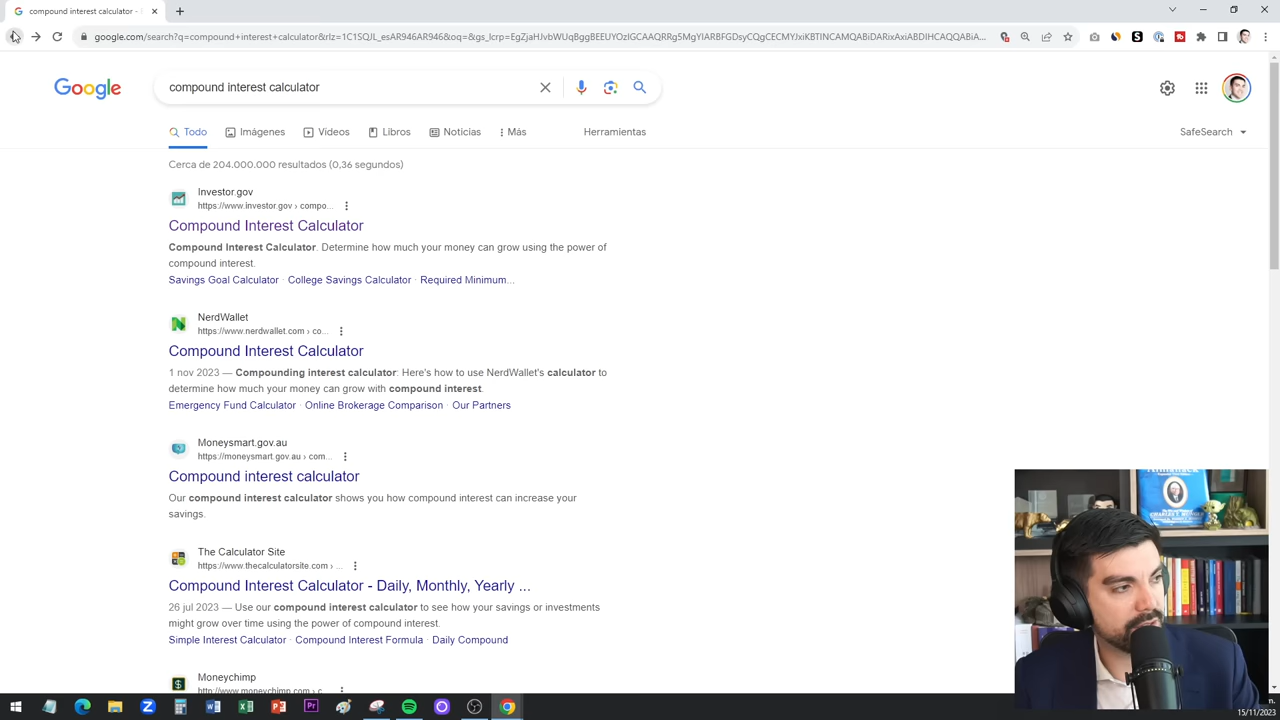 compound interest calculator -
google.com/search?q=compound+interest+calculator&rlz=1C1SQJL_esAR946AR946&oq=&gs_lcrp=
Google
compound interest calculator
Todo
Imágenes
Videos
Libros
Noticias
Más
Herramientas
SafeSearch
Cerca de 204.000.000 resultados (0,36 segundos)
Investor.gov
https://www.investor.gov › compo...
Compound Interest Calculator
Compound Interest Calculator. Determine how much your money can grow using the power of
compound interest.
Savings Goal Calculator · College Savings Calculator · Required Minimum...
NerdWallet
https://www.nerdwallet.com › co...
Compound Interest Calculator
1 nov 2023 — Compounding interest calculator: Here's how to use NerdWallet's calculator to
determine how much your money can grow with compound interest.
Emergency Fund Calculator · Online Brokerage Comparison · Our Partners
Moneysmart.gov.au
https://moneysmart.gov.au › com...
Compound interest calculator
Our compound interest calculator shows you how compound interest can increase your
savings.
The Calculator Site
https://www.thecalculatorsite.com › ...
Compound Interest Calculator - Daily, Monthly, Yearly ...
26 jul 2023 — Use our compound interest calculator to see how your savings or investments
might grow over time using the power of compound interest.
Simple Interest Calculator · Compound Interest Formula · Daily Compound
Moneychimp
http://www.moneychimp.com › c...
15/11/2023